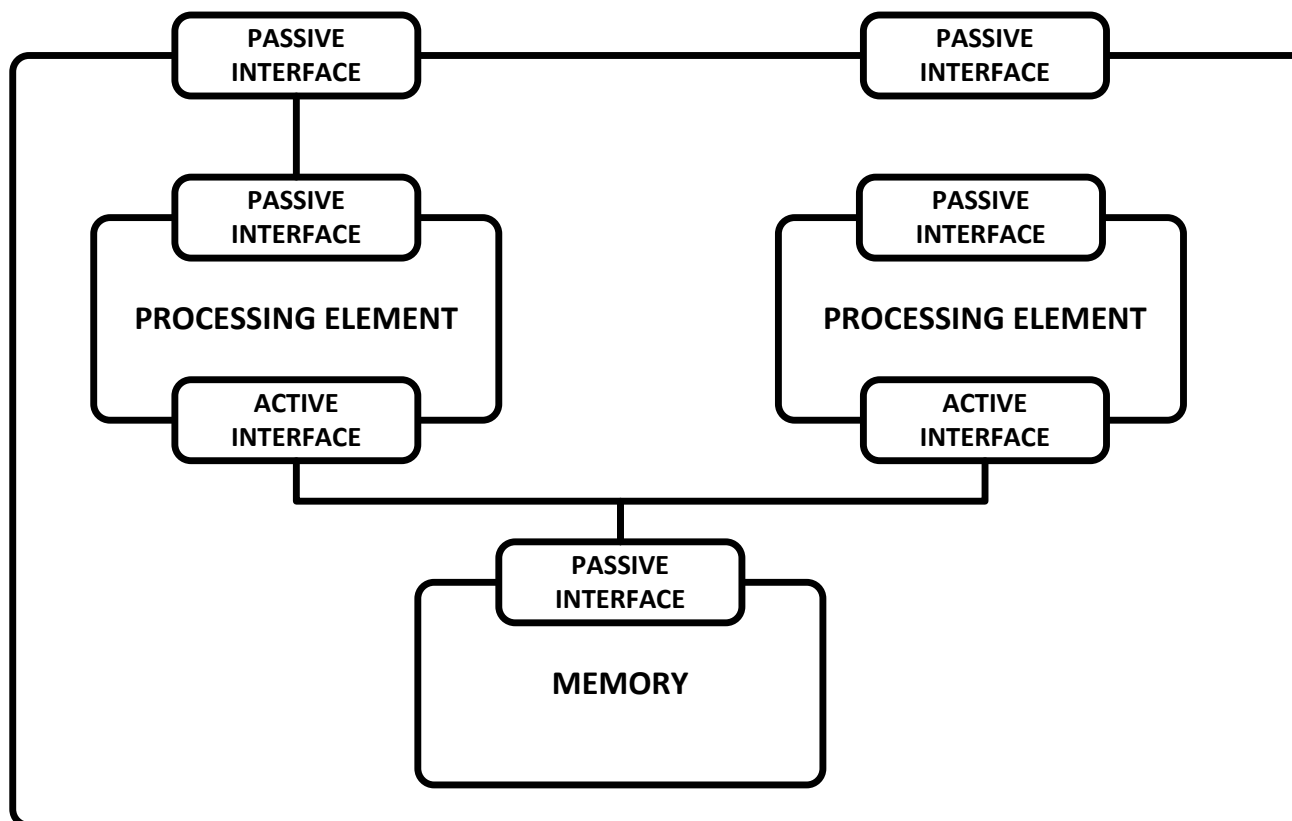 PASSIVE
INTERFACE
PASSIVE
INTERFACE
PASSIVE
INTERFACE
PASSIVE
INTERFACE
PROCESSING ELEMENT
PROCESSING ELEMENT
ACTIVE
INTERFACE
ACTIVE
INTERFACE
PASSIVE
INTERFACE
MEMORY